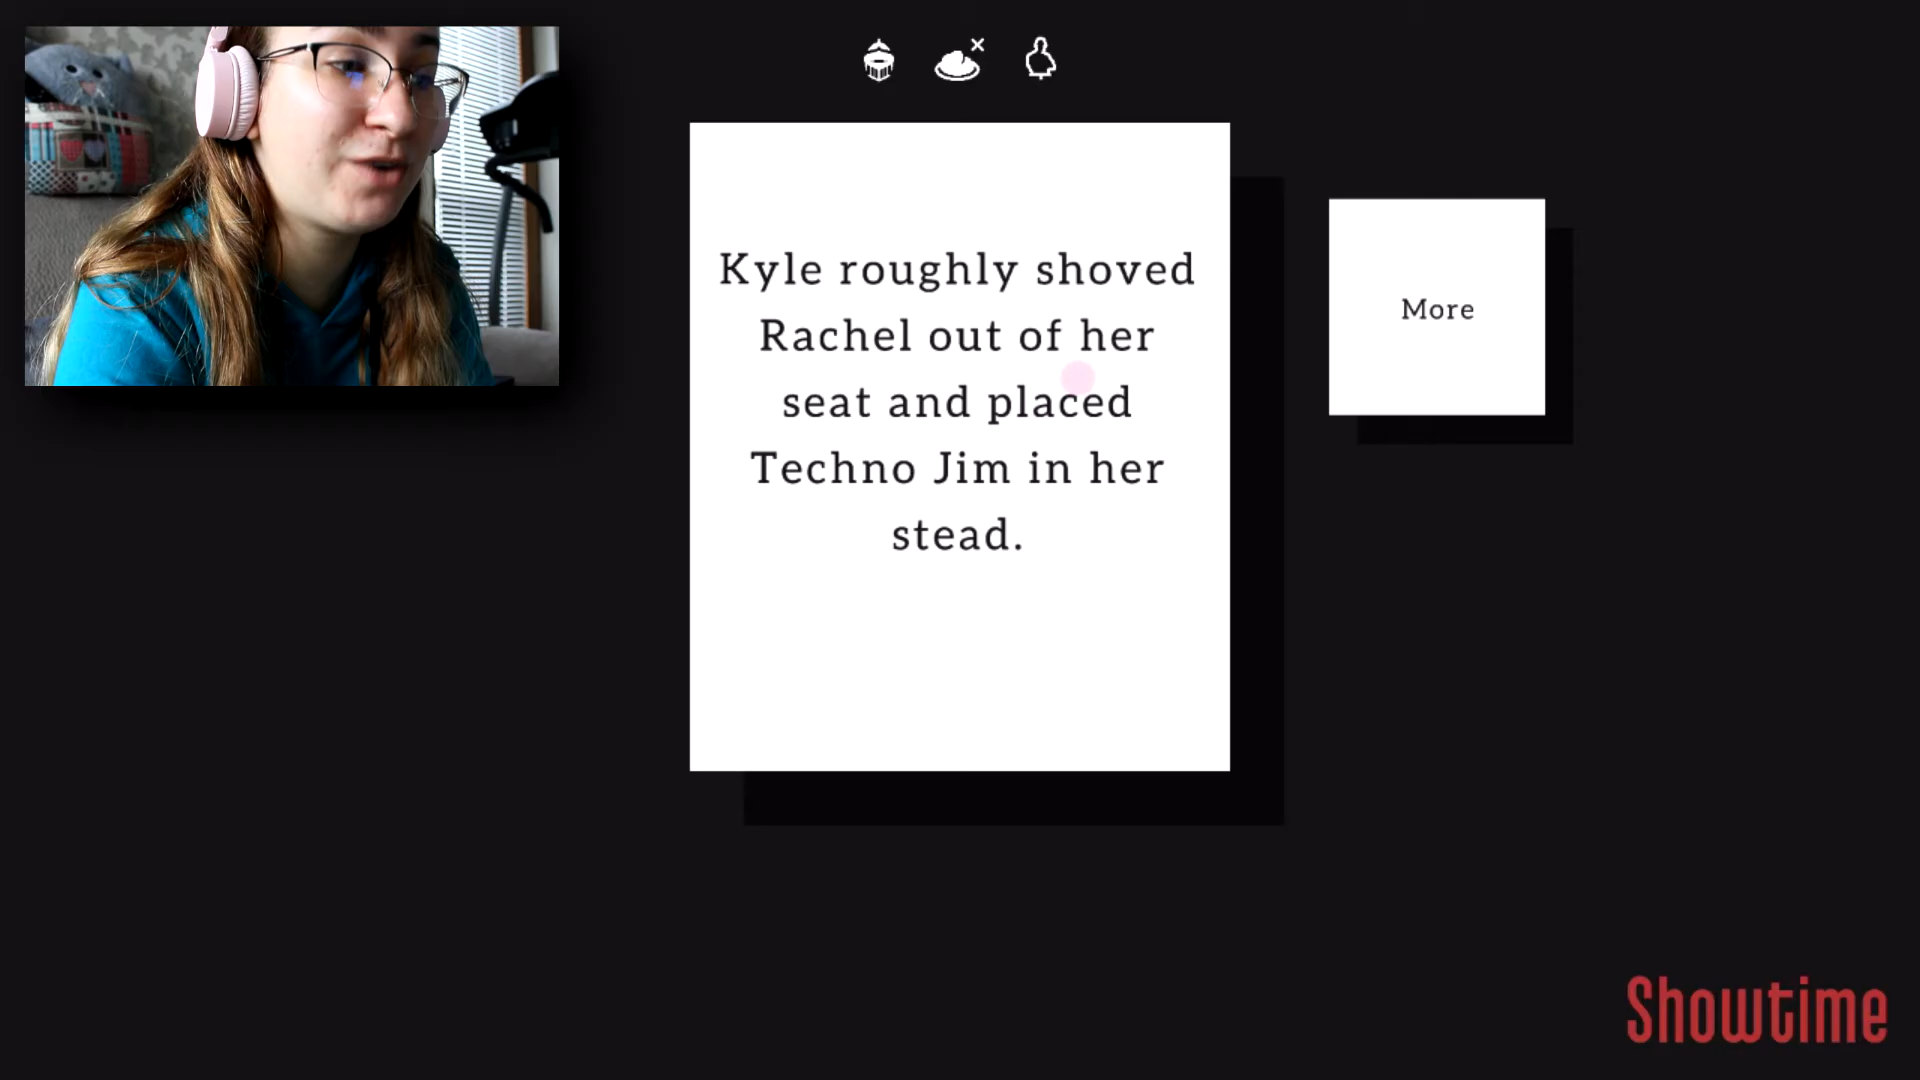 Kyle roughly shoved
Rachel out of her
seat and placed
Techno Jim in her
stead.
More
Showtime